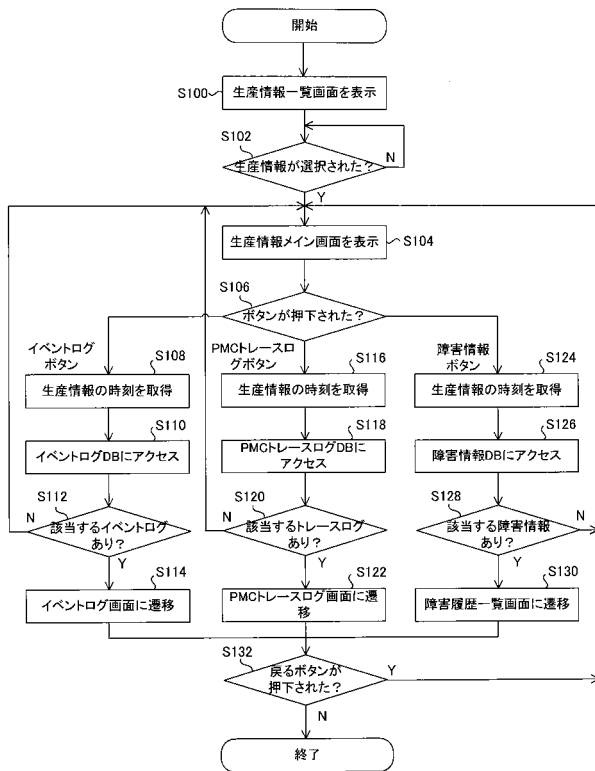 開始
S100
生産情報一覧画面を表示
S102
生産情報が選択された?
N
Y
生産情報メイン画面を表示
S104
S106
ボタンが押下された?
イベントログ
ボタン
S108
生産情報の時刻を取得
S110
イベントログDBにアクセス
S112
該当するイベントログ
あり?
N
Y
S114
イベントログ画面に遷移
PMCトレースロ
グボタン
S116
生産情報の時刻を取得
S118
PMCトレースログDBに
アクセス
S120
該当するトレースログ
あり?
N
Y
S122
PMCトレースログ画面に遷
移
障害情報
ボタン
S124
生産情報の時刻を取得
S126
障害情報DBにアクセス
S128
該当する障害情報
あり?
N
Y
S130
障害履歴一覧画面に遷移
S132
戻るボタンが
押下された?
Y
N
終了